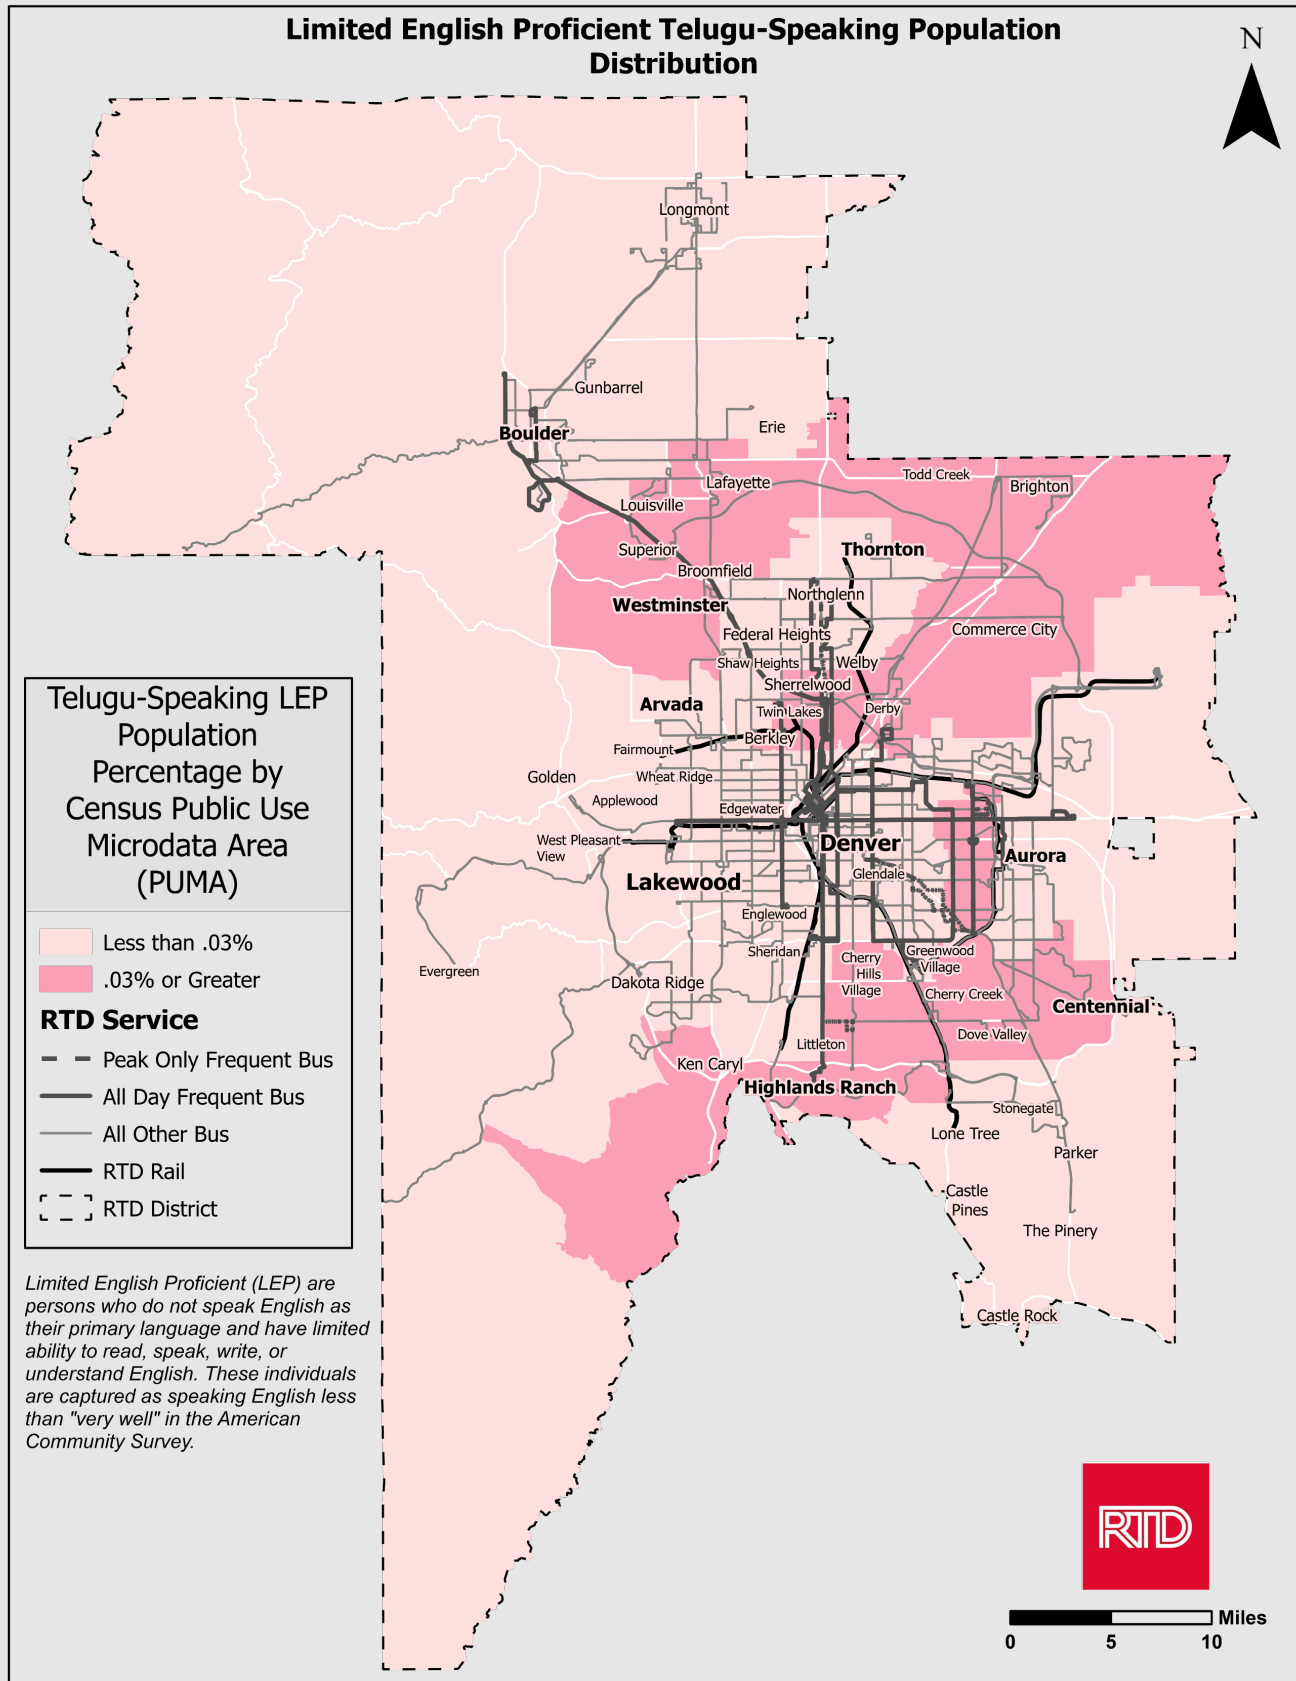 Limited English Proficient Telugu-Speaking Population
Distribution
N
Longmont
Gunbarrel
Boulder
Erie
Todd Creek
Lafayette
Brighton
Louisville
Superior
Thornton
Broomfield
Northglenn
Westminster
Commerce City
Federal Heights
Shaw Heights
Welby
Sherrelwood
Arvada
Twin Lakes
Derby
Berkley
Fairmount
Golden
Wheat Ridge
Applewood
Edgewater
West Pleasant
View
Denver
Aurora
Glendale
Lakewood
Englewood
Sheridan
Greenwood
Village
Cherry
Hills
Village
Evergreen
Dakota Ridge
Cherry Creek
Centennial
Dove Valley
Littleton
Ken Caryl
Highlands Ranch
Stonegate
Lone Tree
Parker
Castle
Pines
The Pinery
Castle Rock
Telugu-Speaking LEP
Population
Percentage by
Census Public Use
Microdata Area
(PUMA)
Less than .03%
.03% or Greater
RTD Service
Peak Only Frequent Bus
All Day Frequent Bus
All Other Bus
RTD Rail
RTD District
Limited English Proficient (LEP) are
persons who do not speak English as
their primary language and have limited
ability to read, speak, write, or
understand English. These individuals
are captured as speaking English less
than "very well" in the American
Community Survey.
RTD
Miles
0 5 10